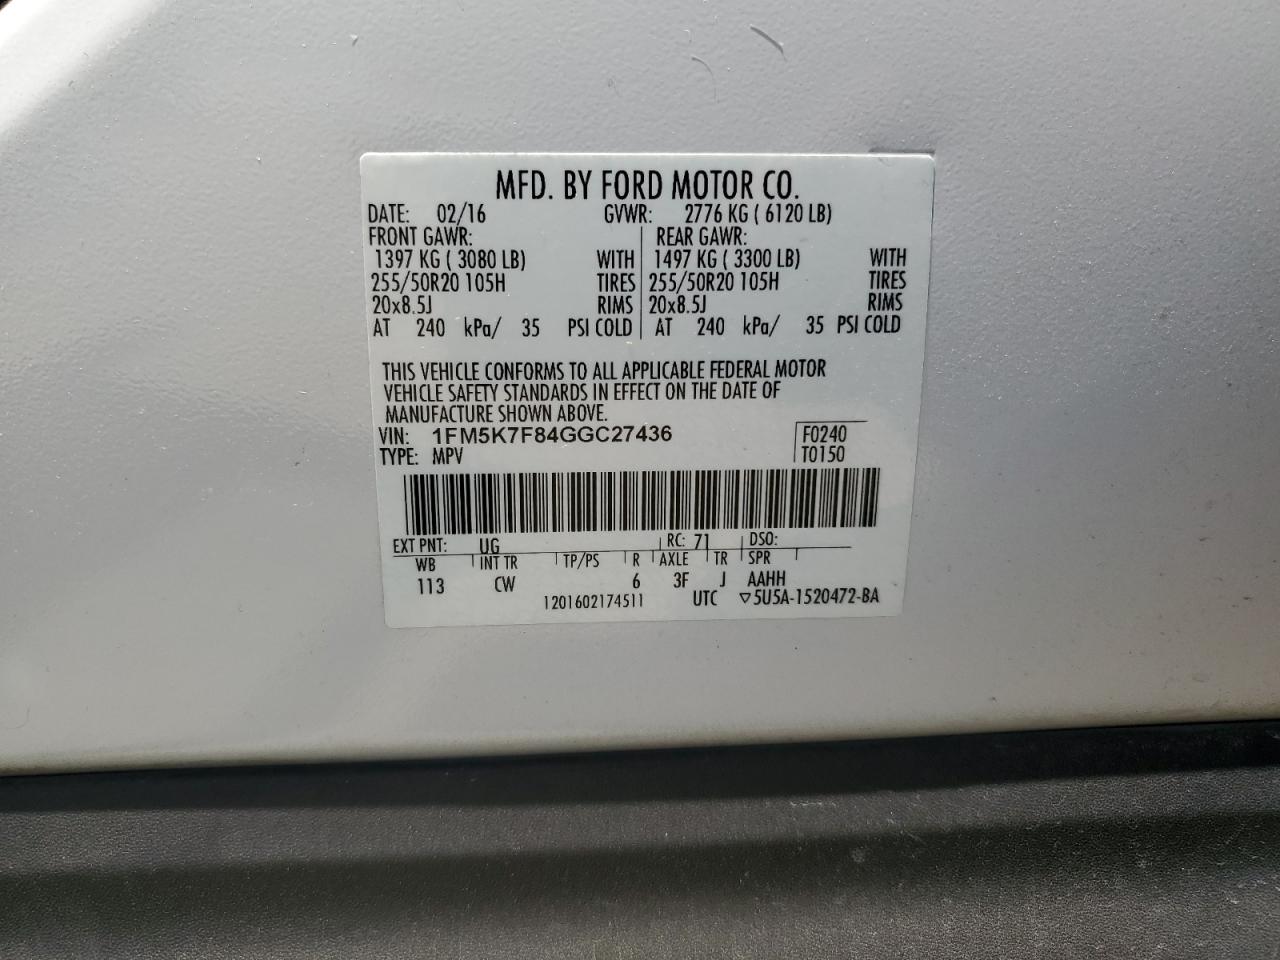 MFD. BY FORD MOTOR CO.
DATE: 02/16 GVWR: 2776 KG ( 6120 LB)
FRONT GAWR: REAR GAWR:
1397 KG ( 3080 LB) WITH 1497 KG ( 3300 LB) WITH
255/50R20 105H TIRES 255/50R20 105H TIRES
20x8.5J RIMS 20x8.5J RIMS
AT 240 kPa/ 35 PSI COLD AT 240 kPa/ 35 PSI COLD
THIS VEHICLE CONFORMS TO ALL APPLICABLE FEDERAL MOTOR
VEHICLE SAFETY STANDARDS IN EFFECT ON THE DATE OF
MANUFACTURE SHOWN ABOVE.
VIN: 1FM5K7F84GGC27436 F0240
TYPE: MPV T0150
EXT PNT: UG RC: 71 DSO:
WB INT TR TP/PS R AXLE TR SPR
113 CW 6 3F J AAHH
1201602174511 UTC ▽5U5A-1520472-BA